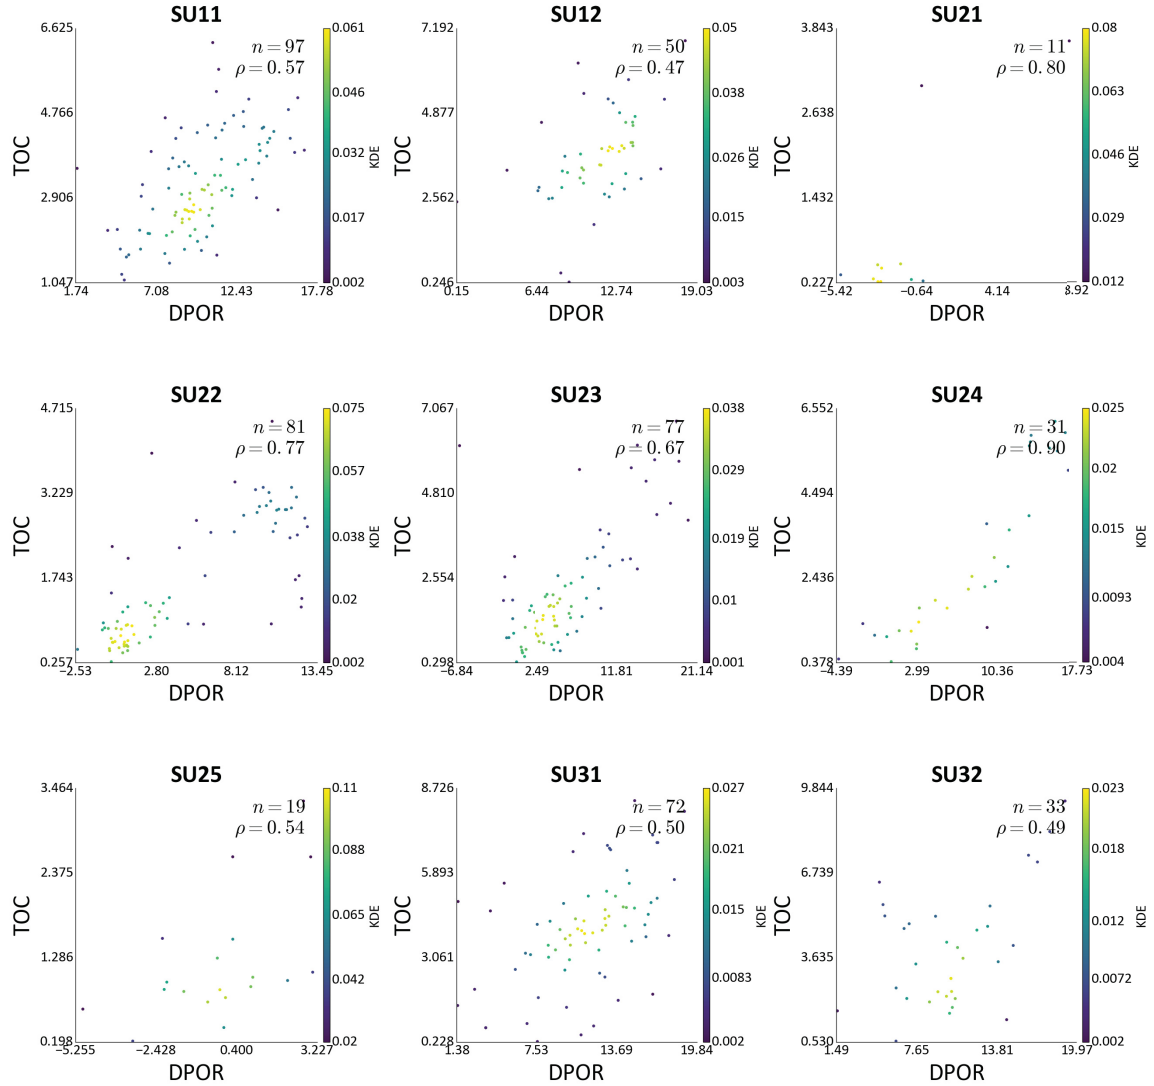 SU11
SU12
SU21
6.625
n = 97
ρ = 0.57
0.061
7.192
n = 50
ρ = 0.47
0.05
3.843
n = 11
ρ = 0.80
0.08
4.766
0.046
4.877
0.038
2.638
0.063
TOC
0.032
KDE
TOC
0.026
KDE
TOC
0.046
KDE
2.906
0.017
2.562
0.015
1.432
0.029
1.047
0.002
0.246
0.003
0.227
0.012
1.74 7.08 12.43 17.78
0.15 6.44 12.74 19.03
−5.42 −0.64 4.14 8.92
DPOR
DPOR
DPOR
SU22
SU23
SU24
4.715
n = 81
ρ = 0.77
0.075
7.067
n = 77
ρ = 0.67
0.038
6.552
n = 31
ρ = 0.90
0.025
3.229
0.057
4.810
0.029
4.494
0.02
TOC
0.038
KDE
TOC
0.019
KDE
TOC
0.015
KDE
1.743
0.02
2.554
0.01
2.436
0.0093
0.257
0.002
0.298
0.001
0.378
0.004
−2.53 2.80 8.12 13.45
−6.84 2.49 11.81 21.14
−4.39 2.99 10.36 17.73
DPOR
DPOR
DPOR
SU25
SU31
SU32
3.464
n = 19
ρ = 0.54
0.11
8.726
n = 72
ρ = 0.50
0.027
9.844
n = 33
ρ = 0.49
0.023
2.375
0.088
5.893
0.021
6.739
0.018
TOC
0.065
KDE
TOC
0.015
KDE
TOC
0.012
KDE
1.286
0.042
3.061
0.0083
3.635
0.0072
0.198
0.02
0.228
0.002
0.530
0.002
−5.255 −2.428 0.400 3.227
1.38 7.53 13.69 19.84
1.49 7.65 13.81 19.97
DPOR
DPOR
DPOR